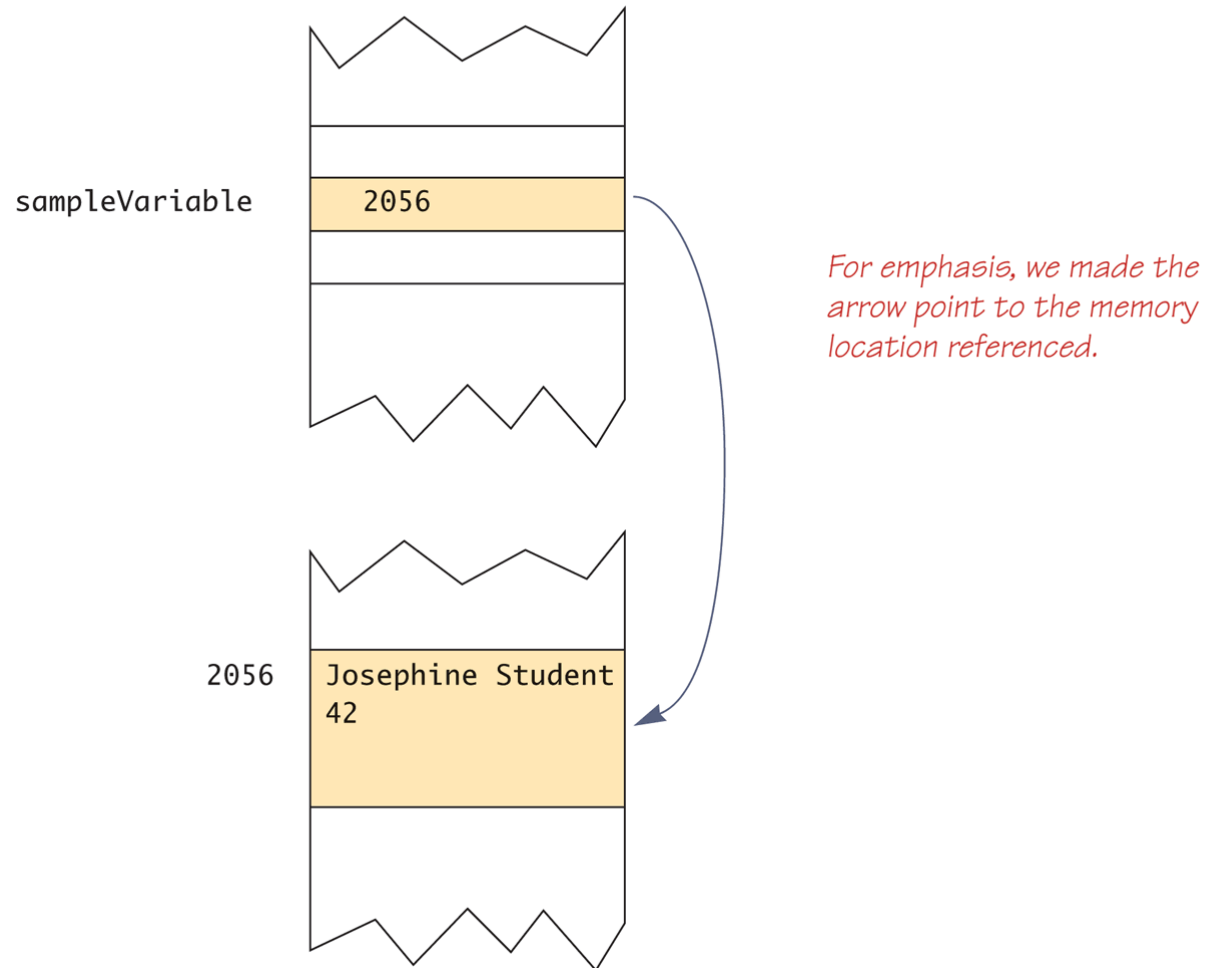 sampleVariable 2056
For emphasis, we made the
arrow point to the memory
location referenced.
2056 Josephine Student
42